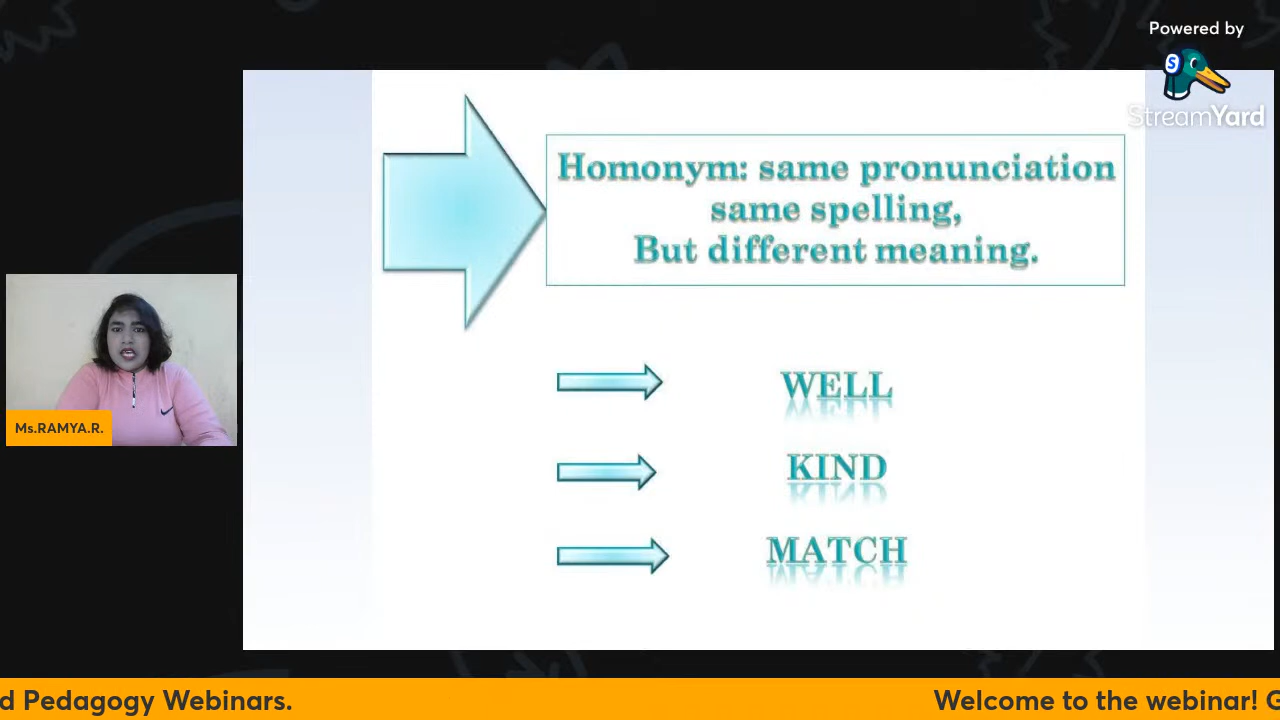 Powered by
StreamYard
Homonym: same pronunciation
same spelling,
But different meaning.
WELL
KIND
MATCH
Ms.RAMYA.R.
d Pedagogy Webinars.
Welcome to the webinar! G